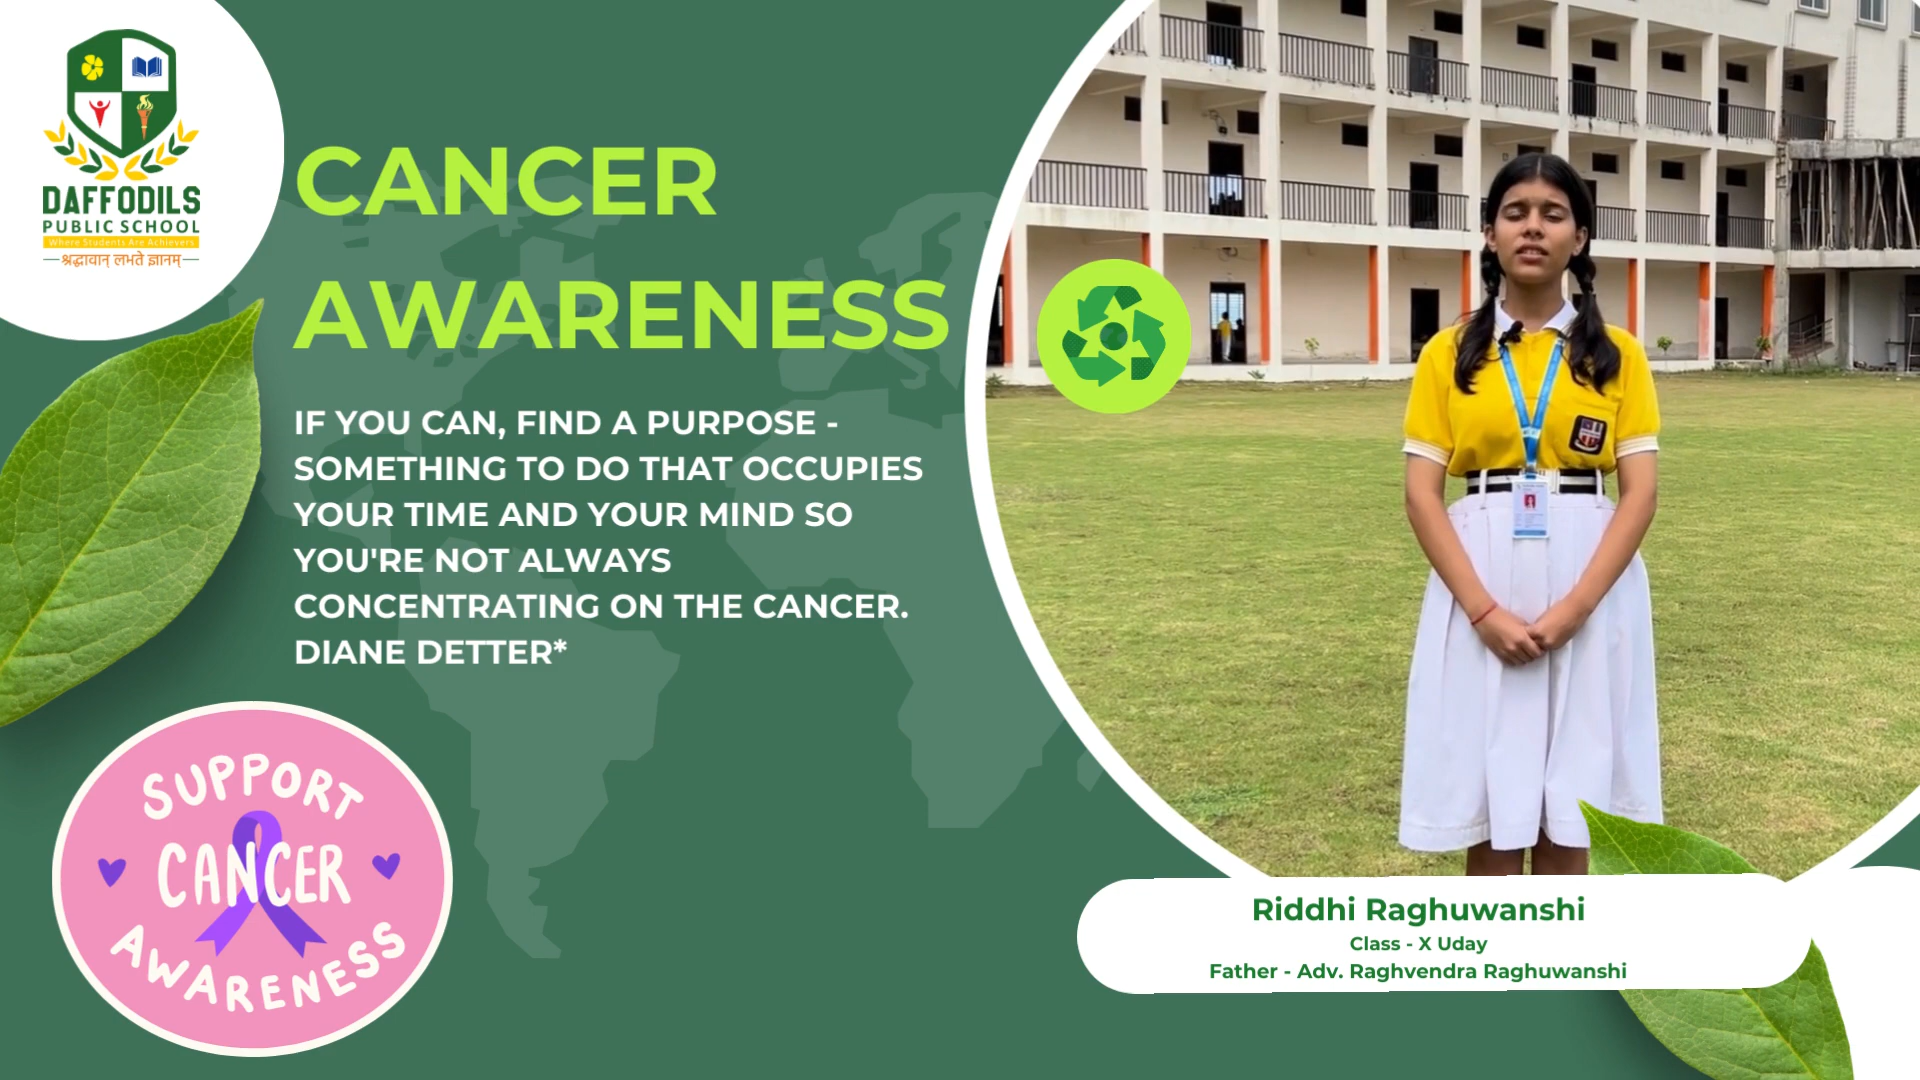 DAFFODILS
PUBLIC SCHOOL
Where Students Are Achievers
श्रद्धावान् लभते ज्ञानम्
CANCER
AWARENESS
IF YOU CAN, FIND A PURPOSE -
SOMETHING TO DO THAT OCCUPIES
YOUR TIME AND YOUR MIND SO
YOU'RE NOT ALWAYS
CONCENTRATING ON THE CANCER.
DIANE DETTER*
SUPPORT
CANCER
AWARENESS
Riddhi Raghuwanshi
Class - X Uday
Father - Adv. Raghvendra Raghuwanshi